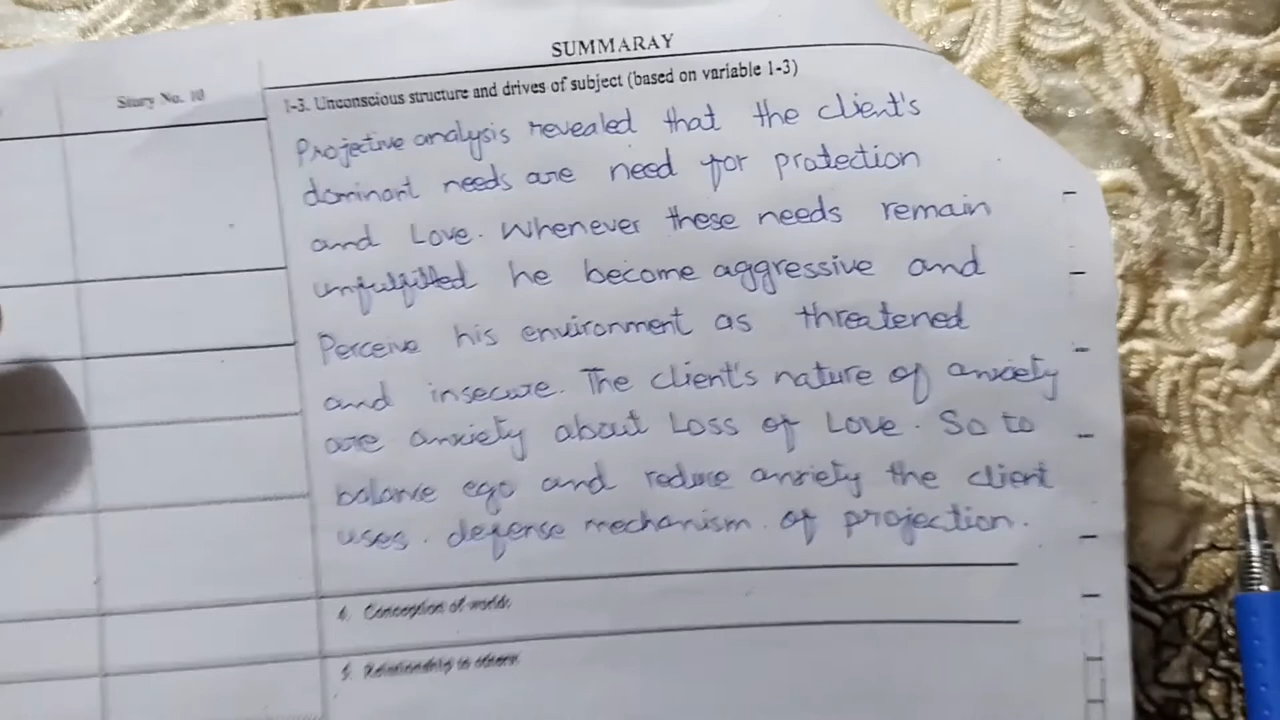 SUMMARAY
Story No. 10
1-3. Unconscious structure and drives of subject (based on variable 1-3)
Projective analysis revealed that the client's
dominant needs are need for protection
and Love. Whenever these needs remain
unfulfilled he become aggressive and
Perceive his environment as threatened
and insecure. The client's nature of anxiety
are anxiety about Loss of Love. So to
balance ego and reduce anxiety the client
uses. defense mechanism. of projection.
4. Conception of world:
5. Relationship to others